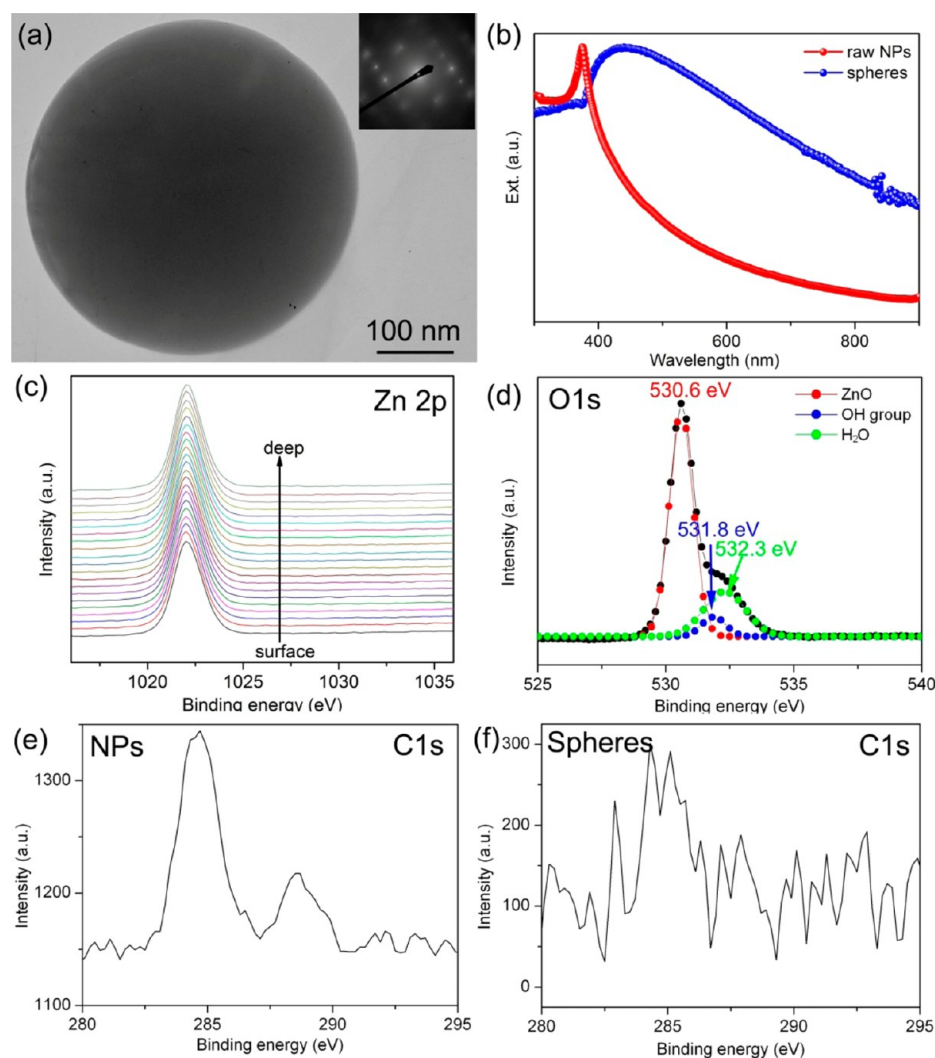 (a)
100 nm
(b)
raw NPs
spheres
Ext. (a.u.)
400 600 800
Wavelength (nm)
(c)
Zn 2p
deep
surface
Intensity (a.u.)
1020 1025 1030 1035
Binding energy (eV)
(d)
O1s
530.6 eV
ZnO
OH group
H₂O
531.8 eV
532.3 eV
Intensity (a.u.)
525 530 535 540
Binding energy (eV)
(e)
NPs
C1s
1300
1200
1100
Intensity (a.u.)
280 285 290 295
Binding energy (eV)
(f)
Spheres
C1s
300
200
100
0
Intensity (a.u.)
280 285 290 295
Binding energy (eV)